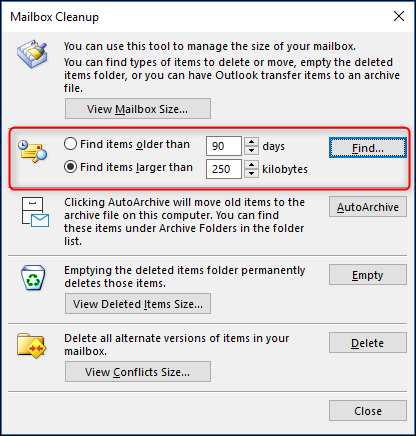 Mailbox Cleanup
You can use this tool to manage the size of your mailbox.
You can find types of items to delete or move, empty the deleted
items folder, or you can have Outlook transfer items to an archive
file.
View Mailbox Size...
Find items older than 90 days Find...
Find items larger than 250 kilobytes
Clicking AutoArchive will move old items to the AutoArchive
archive file on this computer. You can find
these items under Archive Folders in the folder
list.
Emptying the deleted items folder permanently Empty
deletes those items.
View Deleted Items Size...
Delete all alternate versions of items in your Delete
mailbox.
View Conflicts Size...
Close